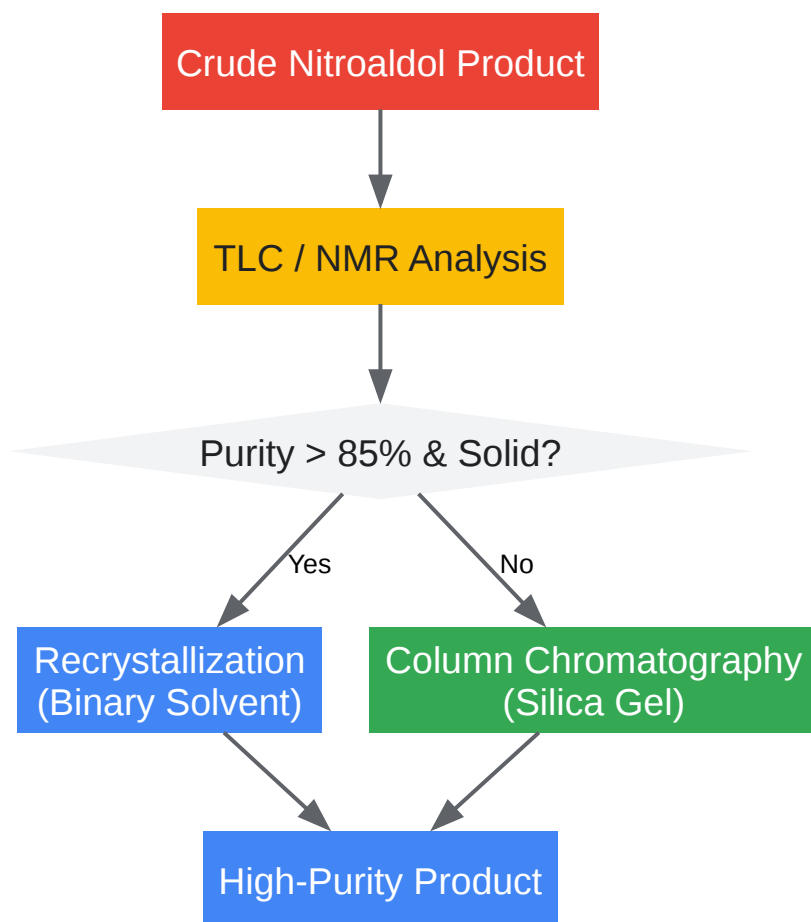 Crude Nitroaldol Product
TLC / NMR Analysis
Purity > 85% & Solid?
Yes
No
Recrystallization
(Binary Solvent)
Column Chromatography
(Silica Gel)
High-Purity Product